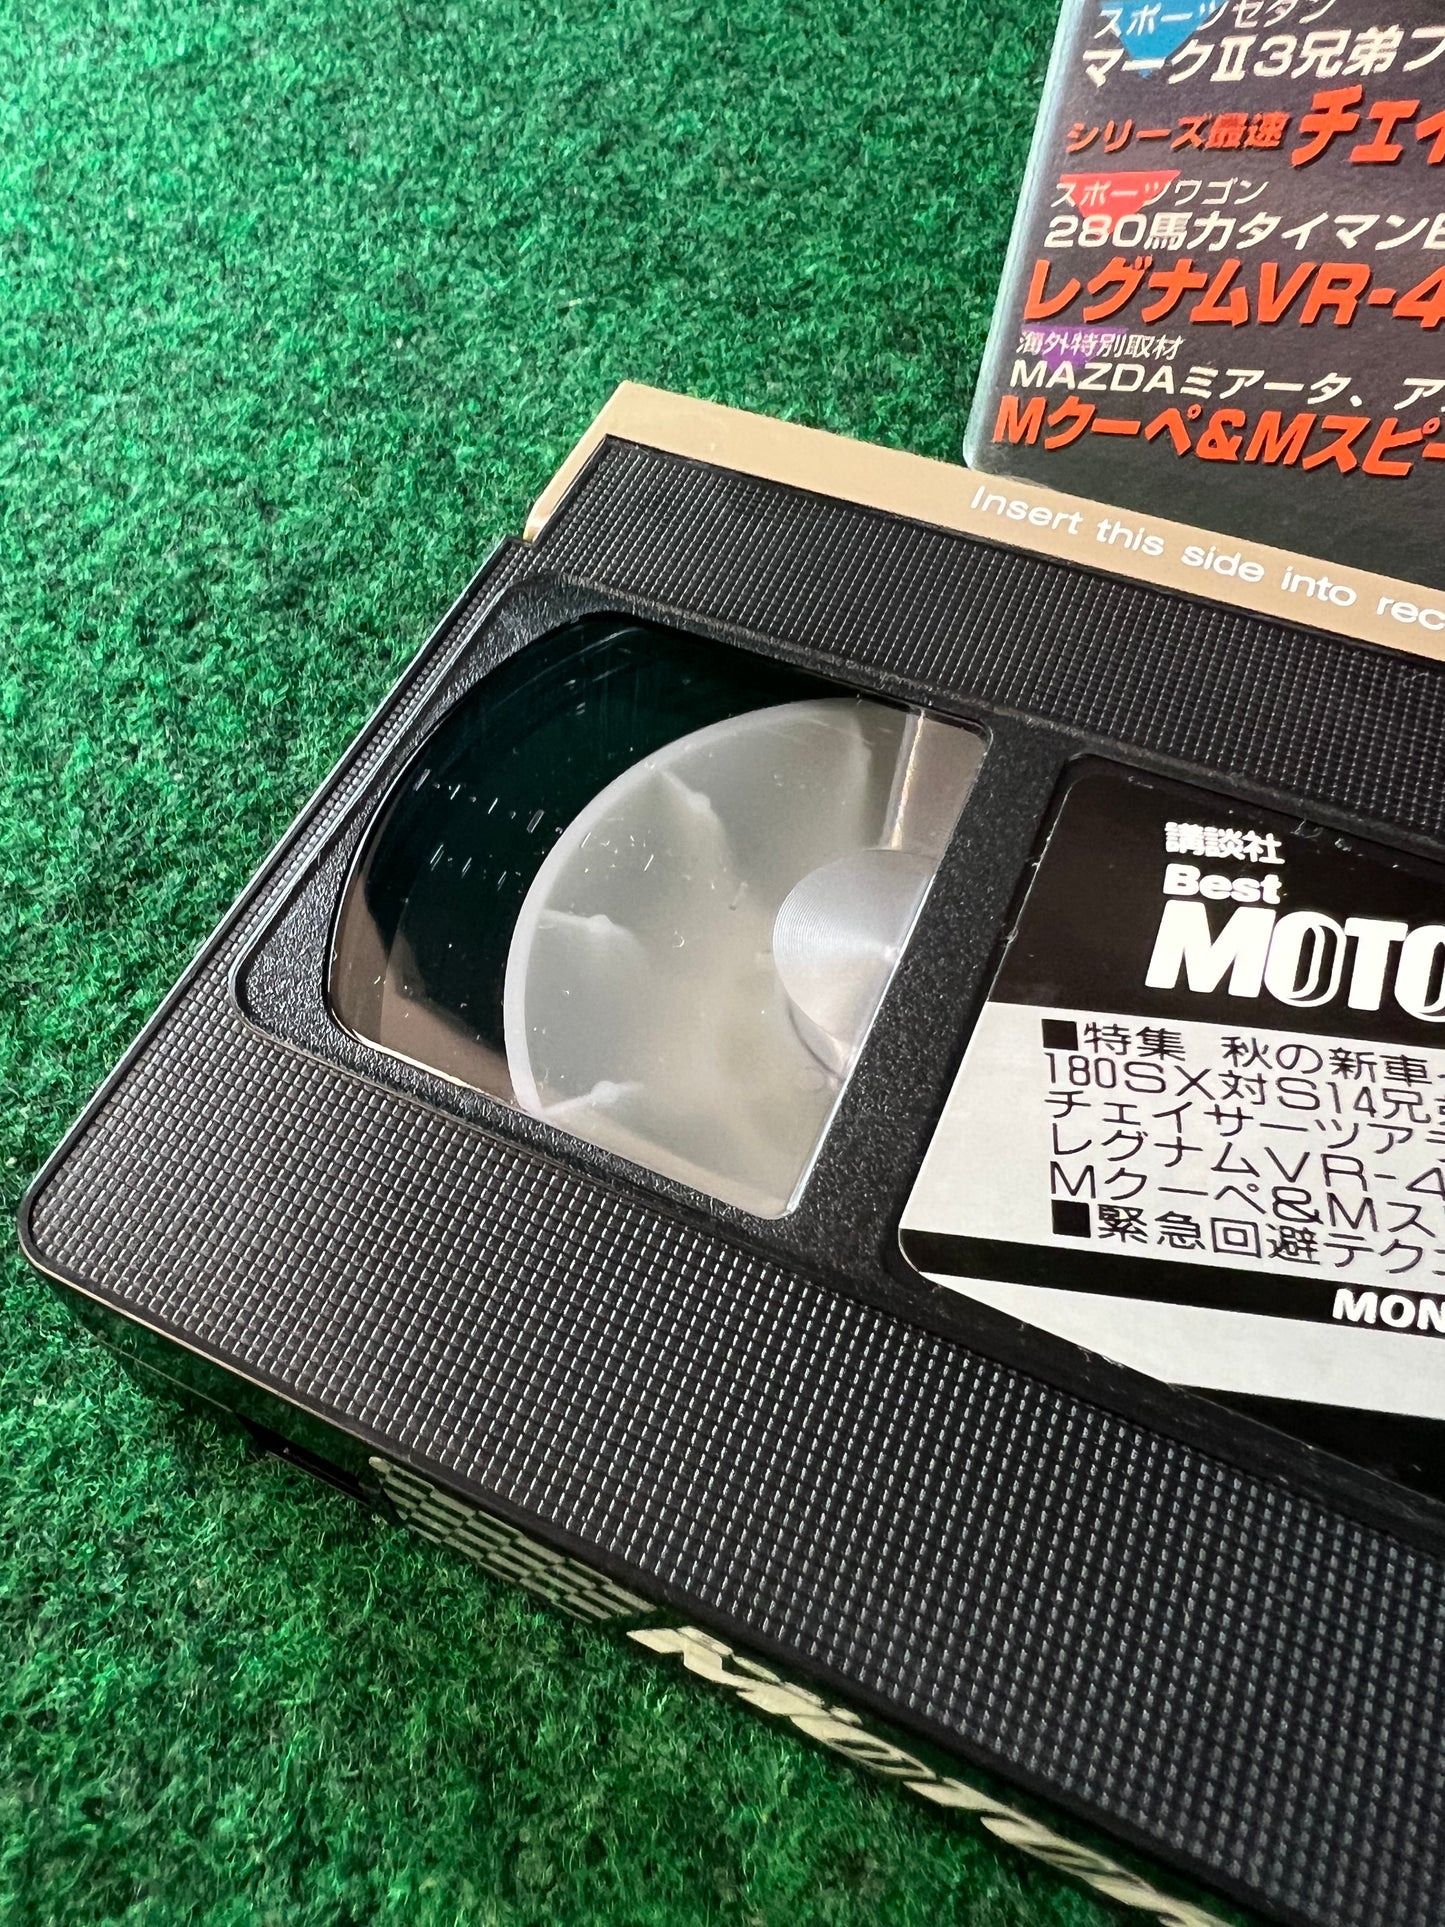 スポーツセダン
マークII3兄弟フ
シリーズ最速 チェイ
スポーツワゴン
280馬力タイマン
レグナムVR-4
海外特別取材
MAZDAミアータ、ア
Mクーペ&Mスピー
Insert this side into rec
講談社
Best
MOTO
■特集 秋の新車
180SX対S14兄
チェイサーツア
レグナムVR-4
Mクーペ&Mス
■緊急回避テク
MON